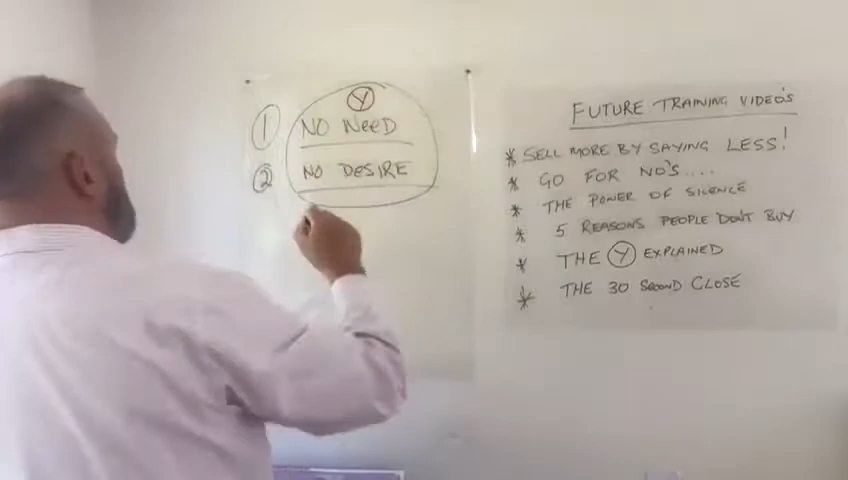 Y
1 NO NEED
2 NO DESIRE
FUTURE TRAINING VIDEO'S
* SELL MORE BY SAYING LESS!
* GO FOR NO'S....
* THE POWER OF SILENCE
* 5 REASONS PEOPLE DON'T BUY
* THE Y EXPLAINED
* THE 30 SECOND CLOSE